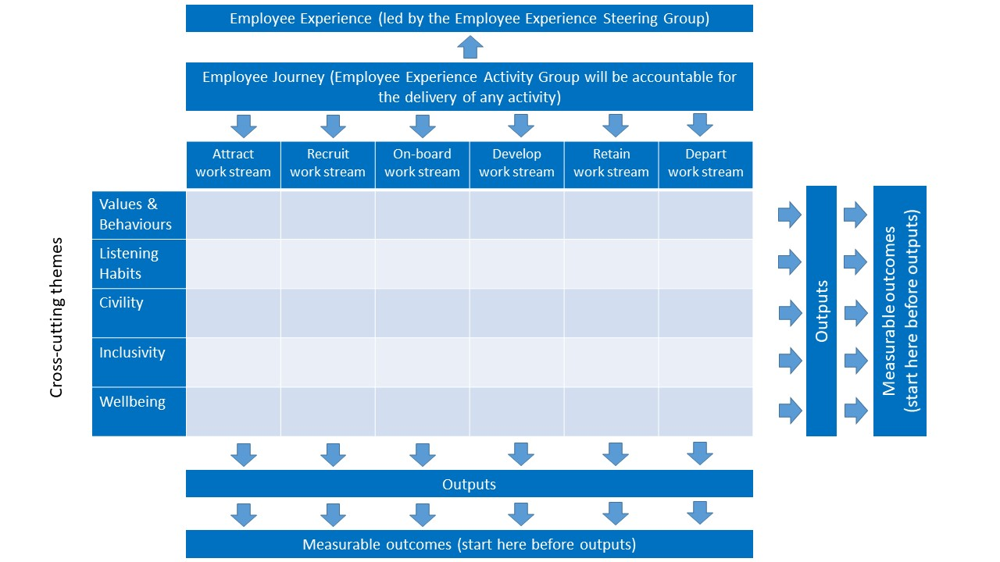 Employee Experience (led by the Employee Experience Steering Group)
Employee Journey (Employee Experience Activity Group will be accountable for
the delivery of any activity)
Attract
work stream
Recruit
work stream
On-board
work stream
Develop
work stream
Retain
work stream
Depart
work stream
Cross-cutting themes
Values &
Behaviours
Listening
Habits
Civility
Inclusivity
Wellbeing
Outputs
Measurable outcomes
(start here before outputs)
Outputs
Measurable outcomes (start here before outputs)